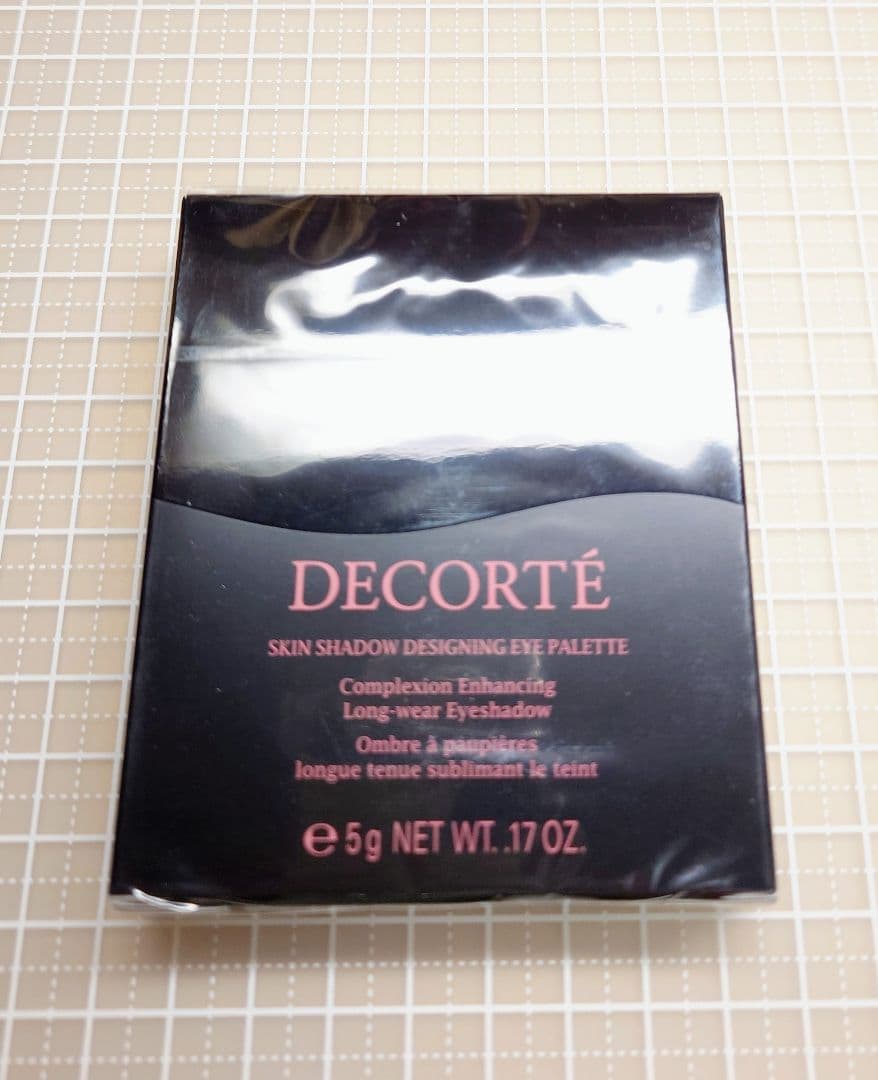 DECORTÉ
SKIN SHADOW DESIGNING EYE PALETTE
Complexion Enhancing
Long-wear Eyeshadow
Ombre à paupières
longue tenue sublimant le teint
℮ 5g NET WT. .17 OZ.